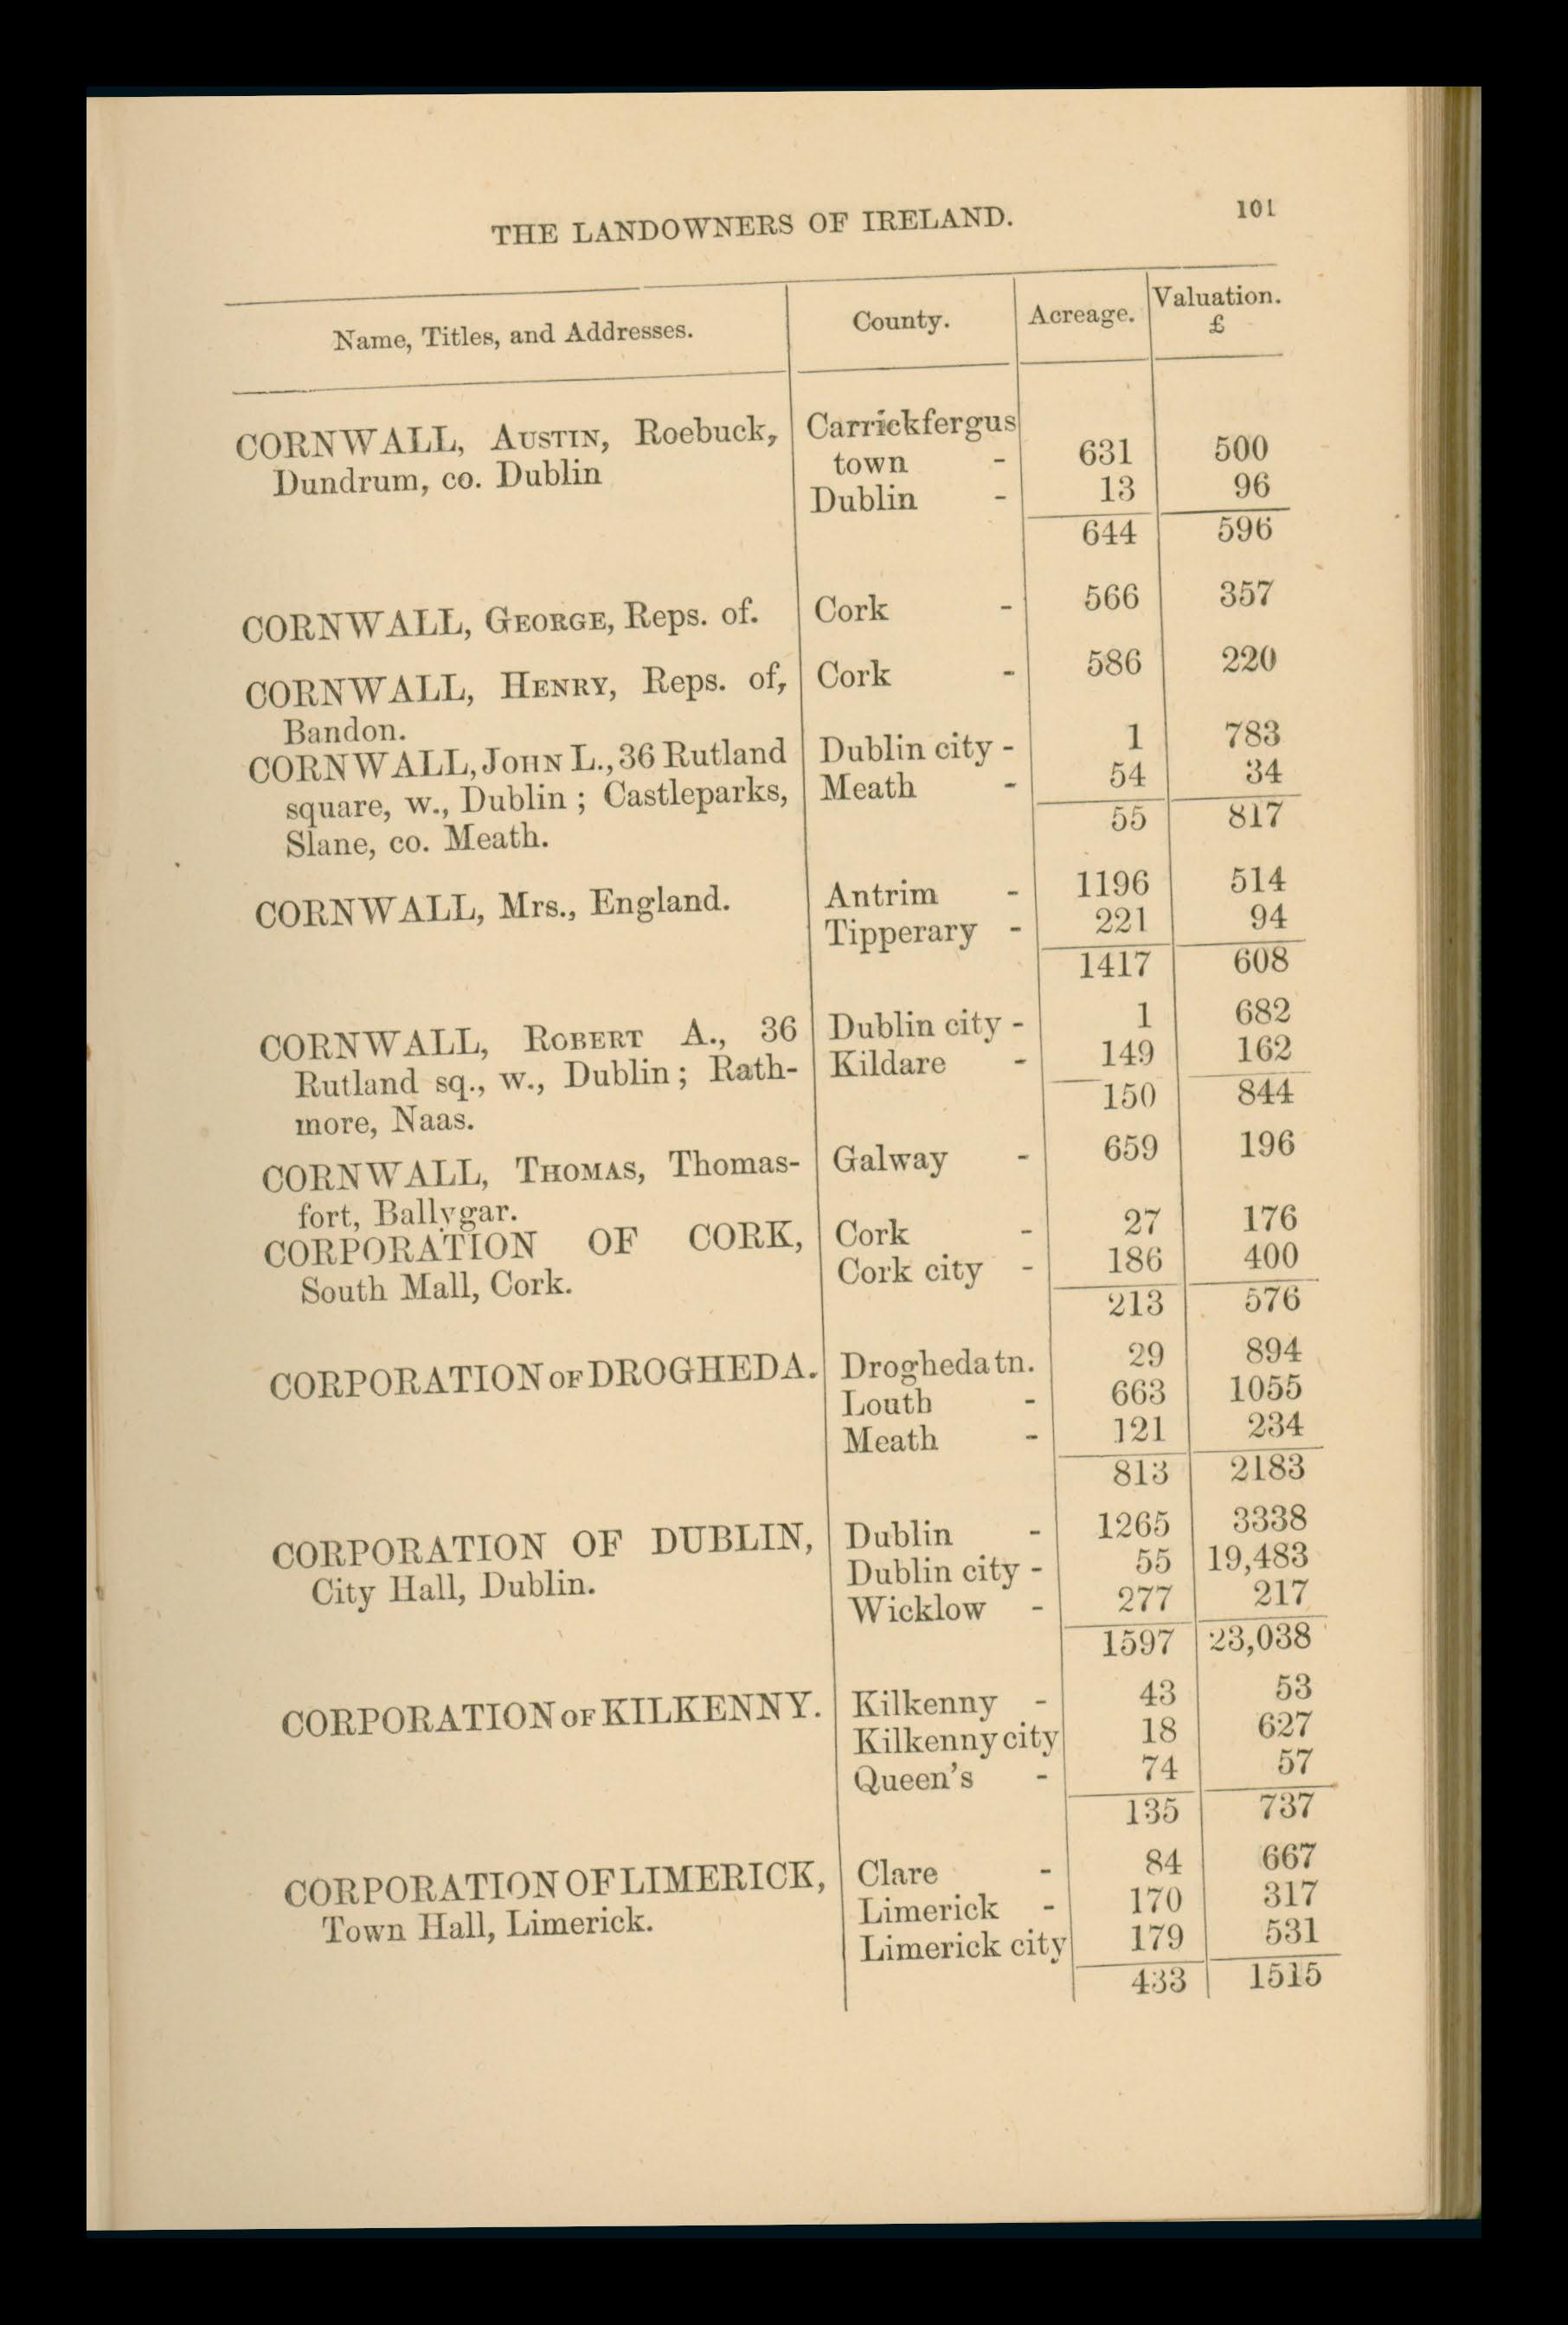 THE LANDOWNERS OF IRELAND. 101
Name, Titles, and Addresses. County. Acreage. Valuation.
£
CORNWALL, AUSTIN, Roebuck, Carrickfergus
Dundrum, co. Dublin town - 631 500
Dublin - 13 96
644 596
CORNWALL, GEORGE, Reps. of. Cork - 566 357
CORNWALL, HENRY, Reps. of, Cork - 586 220
Bandon.
CORNWALL, JOHN L., 36 Rutland Dublin city - 1 783
square, w., Dublin ; Castleparks, Meath - 54 34
Slane, co. Meath. 55 817
CORNWALL, Mrs., England. Antrim - 1196 514
Tipperary - 221 94
1417 608
CORNWALL, ROBERT A., 36 Dublin city - 1 682
Rutland sq., w., Dublin ; Rath- Kildare - 149 162
more, Naas. 150 844
CORNWALL, THOMAS, Thomas- Galway - 659 196
fort, Ballygar.
CORPORATION OF CORK, Cork - 27 176
South Mall, Cork. Cork city - 186 400
213 576
CORPORATION OF DROGHEDA. Drogheda tn. 29 894
Louth - 663 1055
Meath - 121 234
813 2183
CORPORATION OF DUBLIN, Dublin - 1265 3338
City Hall, Dublin. Dublin city - 55 19,483
Wicklow - 277 217
1597 23,038
CORPORATION OF KILKENNY. Kilkenny - 43 53
Kilkenny city 18 627
Queen's - 74 57
135 737
CORPORATION OF LIMERICK, Clare - 84 667
Town Hall, Limerick. Limerick - 170 317
Limerick city 179 531
433 1515